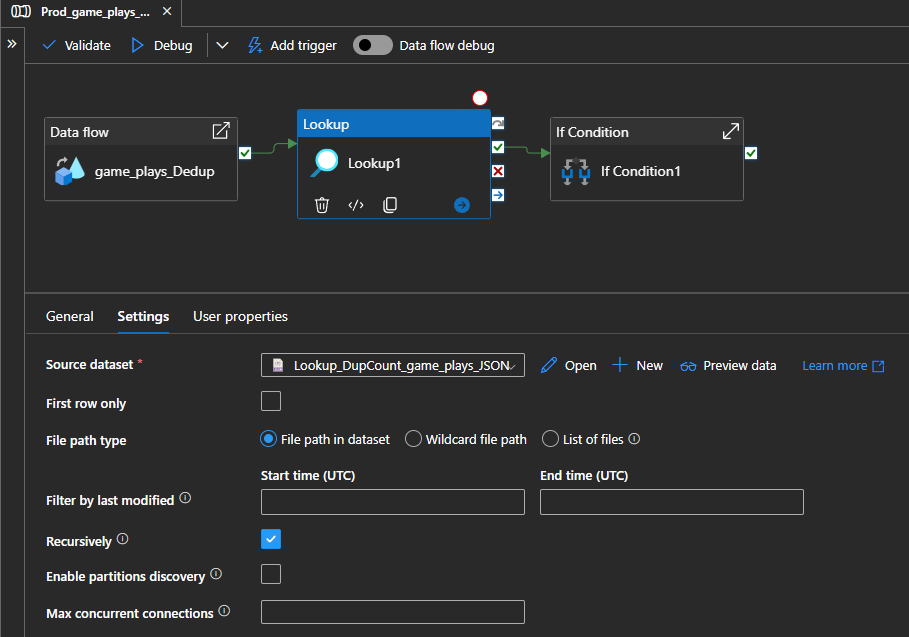 Prod_game_plays_...
Validate Debug Add trigger Data flow debug
Data flow
game_plays_Dedup
Lookup
Lookup1
If Condition
If Condition1
General Settings User properties
Source dataset * Lookup_DupCount_game_plays_JSON Open New Preview data Learn more
First row only
File path type File path in dataset Wildcard file path List of files
Start time (UTC) End time (UTC)
Filter by last modified
Recursively
Enable partitions discovery
Max concurrent connections